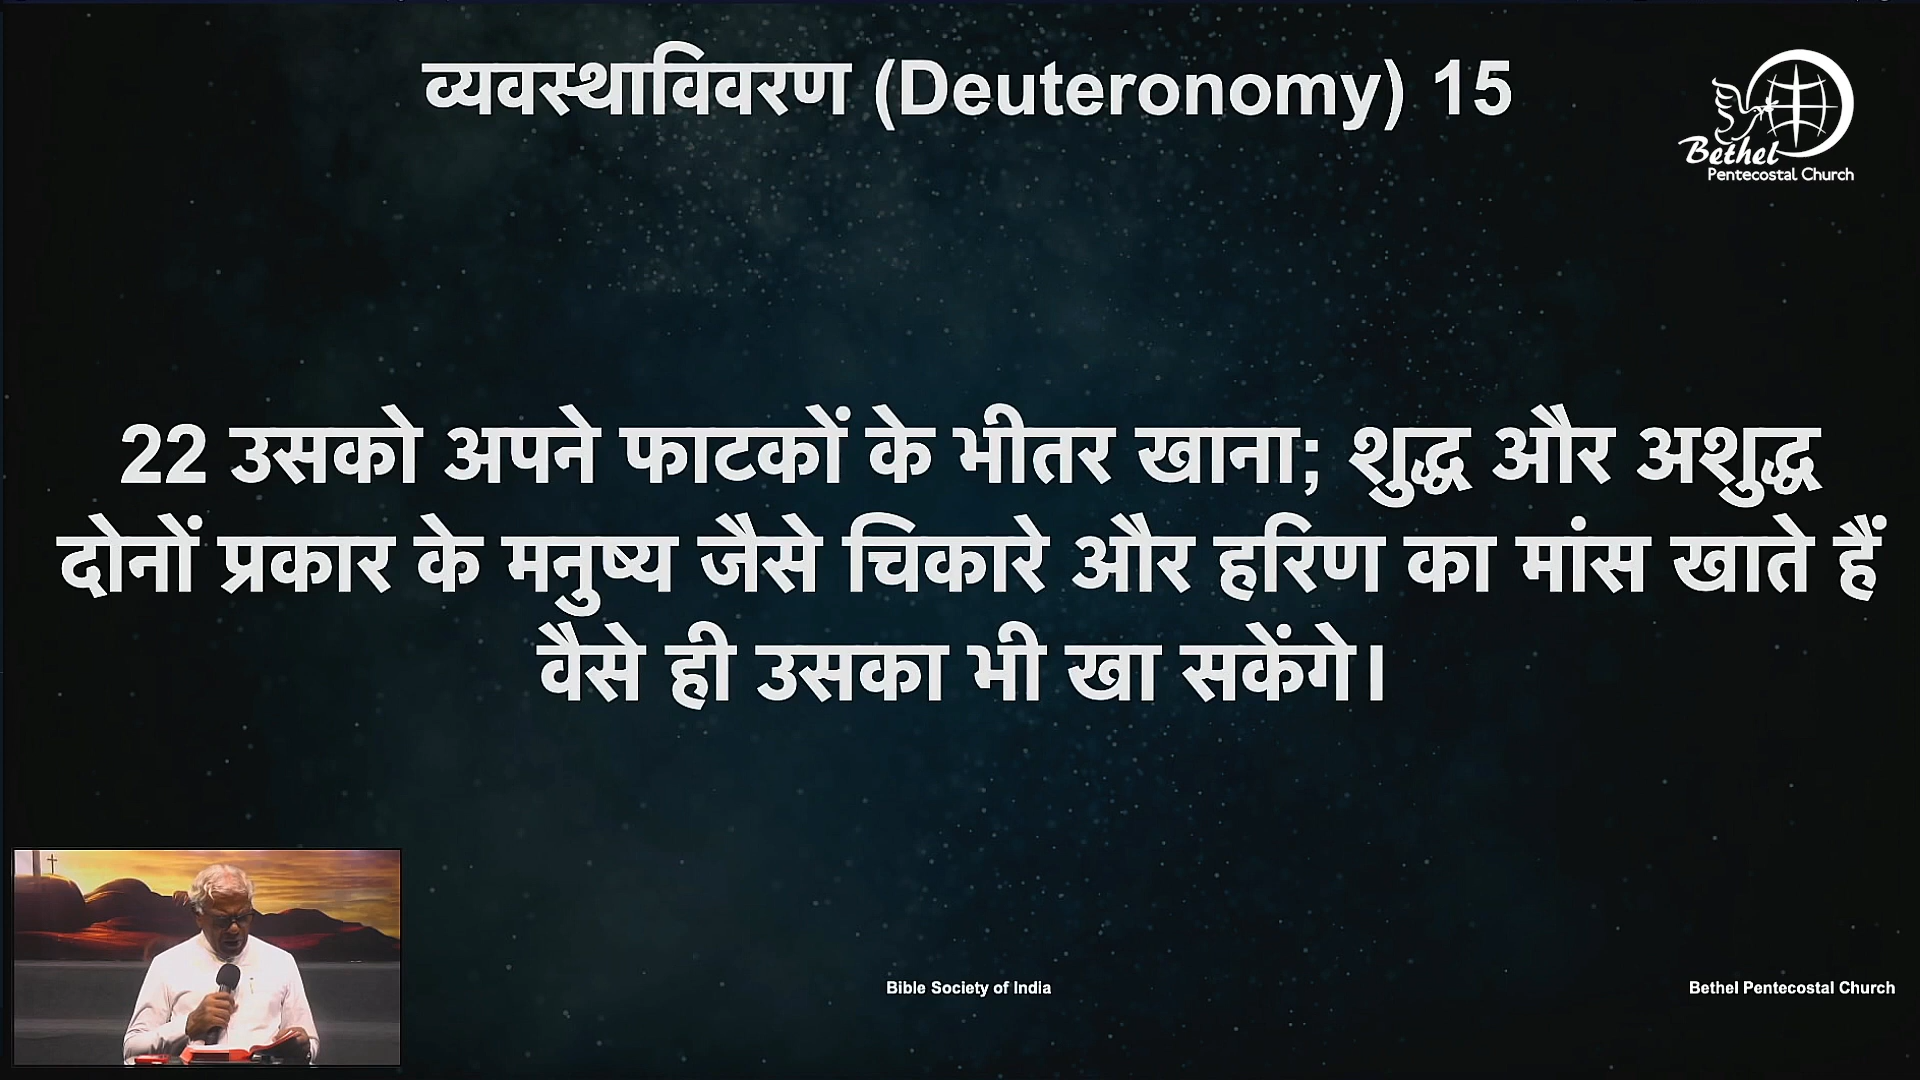 व्यवस्थाविवरण (Deuteronomy) 15
Bethel
Pentecostal Church
22 उसको अपने फाटकों के भीतर खाना; शुद्ध और अशुद्ध
दोनों प्रकार के मनुष्य जैसे चिकारे और हरिण का मांस खाते हैं
वैसे ही उसका भी खा सकेंगे।
Bible Society of India
Bethel Pentecostal Church